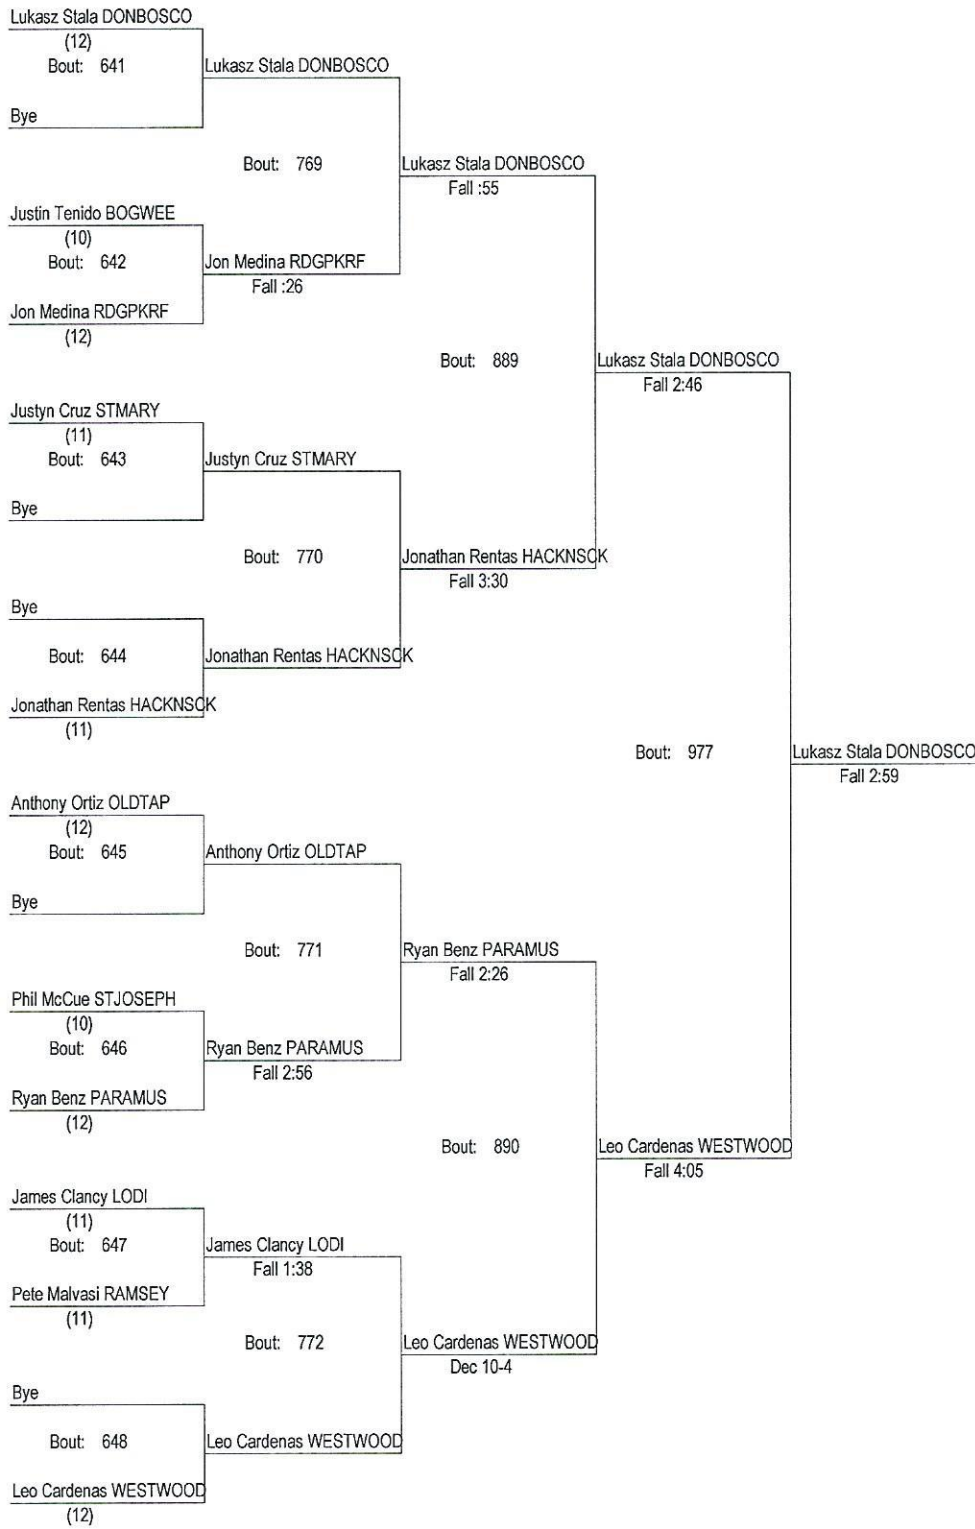 Lukasz Stala DONBOSCO
(12)
Bout: 641
Bye
Lukasz Stala DONBOSCO
Bout: 769
Justin Tenido BOGWEE
(10)
Bout: 642
Jon Medina RDGPKRF
(12)
Jon Medina RDGPKRF
Fall :26
Lukasz Stala DONBOSCO
Fall :55
Bout: 889
Justyn Cruz STMARY
(11)
Bout: 643
Bye
Justyn Cruz STMARY
Bout: 770
Bye
Bout: 644
Jonathan Rentas HACKNSCK
(11)
Jonathan Rentas HACKNSCK
Jonathan Rentas HACKNSCK
Fall 3:30
Lukasz Stala DONBOSCO
Fall 2:46
Bout: 977
Lukasz Stala DONBOSCO
Fall 2:59
Anthony Ortiz OLDTAP
(12)
Bout: 645
Bye
Anthony Ortiz OLDTAP
Bout: 771
Phil McCue STJOSEPH
(10)
Bout: 646
Ryan Benz PARAMUS
(12)
Ryan Benz PARAMUS
Fall 2:56
Ryan Benz PARAMUS
Fall 2:26
Bout: 890
James Clancy LODI
(11)
Bout: 647
Pete Malvasi RAMSEY
(11)
James Clancy LODI
Fall 1:38
Bout: 772
Bye
Bout: 648
Leo Cardenas WESTWOOD
(12)
Leo Cardenas WESTWOOD
Leo Cardenas WESTWOOD
Dec 10-4
Leo Cardenas WESTWOOD
Fall 4:05